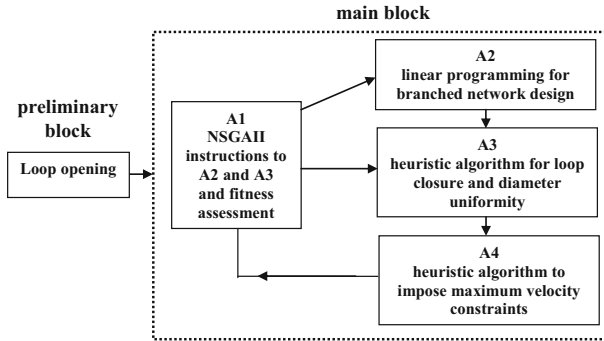 main block
preliminary
block
Loop opening
A1
NSGAII
instructions to
A2 and A3
and fitness
assessment
A2
linear programming for
branched network design
A3
heuristic algorithm for loop
closure and diameter
uniformity
A4
heuristic algorithm to
impose maximum velocity
constraints